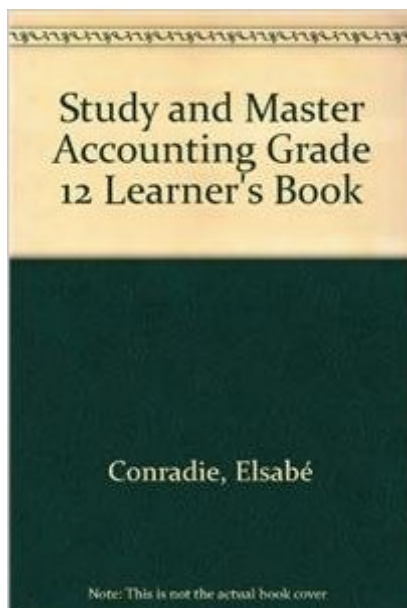 Study and Master
Accounting Grade
12 Learner's Book
Conradie, Elsabé
Note: This is not the actual book cover